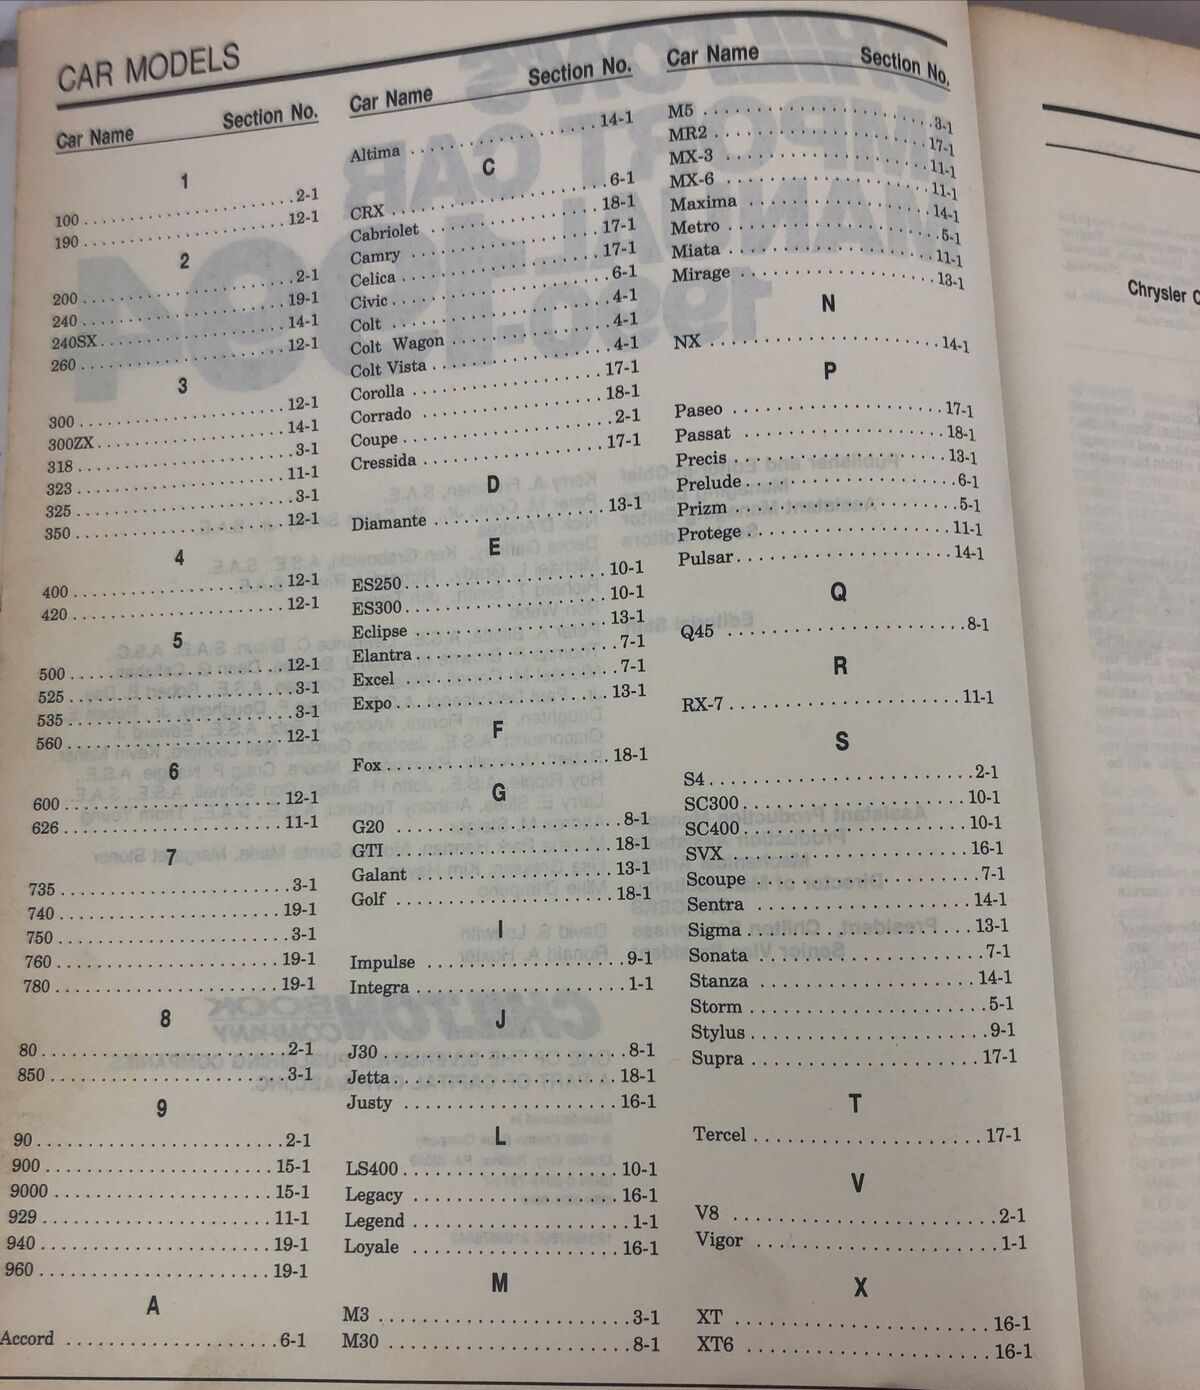 CAR MODELS
Car Name Section No.
1
100 2-1
190 12-1
2
200 2-1
240 19-1
240SX 14-1
260 12-1
3
300 12-1
300ZX 14-1
318 3-1
323 11-1
325 3-1
350 12-1
4
400 12-1
420 12-1
5
500 12-1
525 3-1
535 3-1
560 12-1
6
600 12-1
626 11-1
7
735 3-1
740 19-1
750 3-1
760 19-1
780 19-1
8
80 2-1
850 3-1
9
90 2-1
900 15-1
9000 15-1
929 11-1
940 19-1
960 19-1
A
Accord 6-1
Car Name Section No.
Altima 14-1
C
CRX 6-1
Cabriolet 18-1
Camry 17-1
Celica 17-1
Civic 6-1
Colt 4-1
Colt Wagon 4-1
Colt Vista 4-1
Corolla 17-1
Corrado 18-1
Coupe 2-1
Cressida 17-1
D
Diamante 13-1
E
ES250 10-1
ES300 10-1
Eclipse 13-1
Elantra 7-1
Excel 7-1
Expo 13-1
F
Fox 18-1
G
G20 8-1
GTI 18-1
Galant 13-1
Golf 18-1
I
Impulse 9-1
Integra 1-1
J
J30 8-1
Jetta 18-1
Justy 16-1
L
LS400 10-1
Legacy 16-1
Legend 1-1
Loyale 16-1
M
M3 3-1
M30 8-1
Car Name Section No.
M5 3-1
MR2 17-1
MX-3 11-1
MX-6 11-1
Maxima 14-1
Metro 5-1
Miata 11-1
Mirage 13-1
N
NX 14-1
P
Paseo 17-1
Passat 18-1
Precis 13-1
Prelude 6-1
Prizm 5-1
Protege 11-1
Pulsar 14-1
Q
Q45 8-1
R
RX-7 11-1
S
S4 2-1
SC300 10-1
SC400 10-1
SVX 16-1
Scoupe 7-1
Sentra 14-1
Sigma 13-1
Sonata 7-1
Stanza 14-1
Storm 5-1
Stylus 9-1
Supra 17-1
T
Tercel 17-1
V
V8 2-1
Vigor 1-1
X
XT 16-1
XT6 16-1
Chrysler C